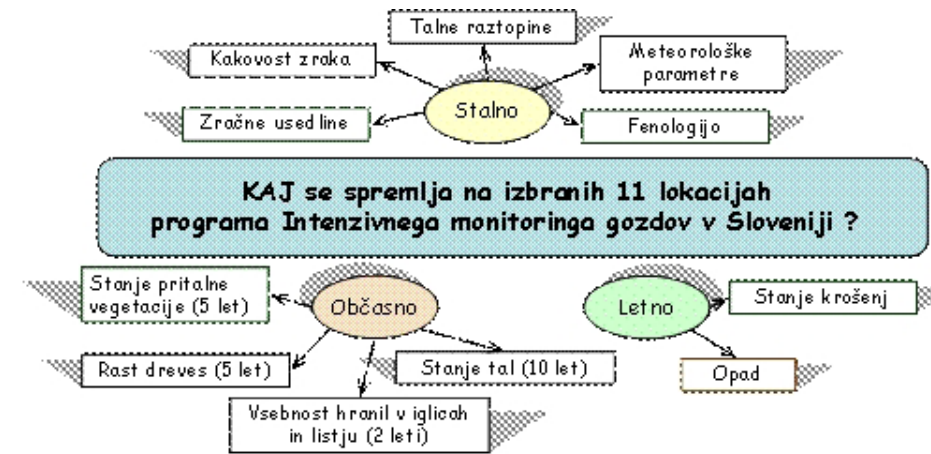 Talne raztopine
Kakovost zraka
Meteorološke
parametre
Stalno
Zračne usedline
Fenologijo
KAJ se spremlja na izbranih 11 lokacijah
programa Intenzivnega monitoringa gozdov v Sloveniji ?
Stanje pritalne
vegetacije (5 let)
Občasno
Letno
Stanje krošenj
Rast dreves (5 let)
Stanje tal (10 let)
Opad
Vsebnost hranil v iglicah
in listju (2 leti)